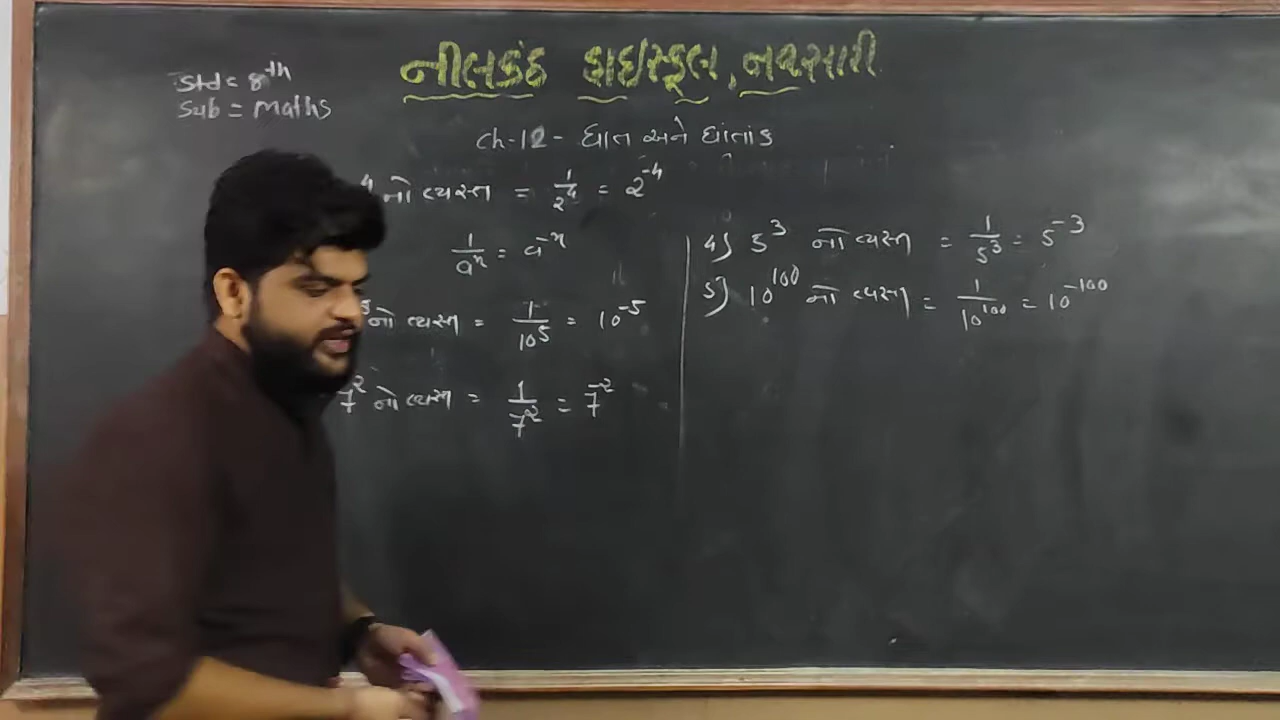 નીલકંઠ હાઇસ્કૂલ, નવસારી
Std = 8th
Sub = Maths
Ch-12 - ઘાત અને ઘાતાંક
⁴ નો વ્યસ્ત = 1/2⁴ = 2⁻⁴
1/aⁿ = a⁻ⁿ
⁵ નો વ્યસ્ત = 1/10⁵ = 10⁻⁵
7² નો વ્યસ્ત = 1/7² = 7⁻²
4) 5³ નો વ્યસ્ત = 1/5³ = 5⁻³
5) 10¹⁰⁰ નો વ્યસ્ત = 1/10¹⁰⁰ = 10⁻¹⁰⁰